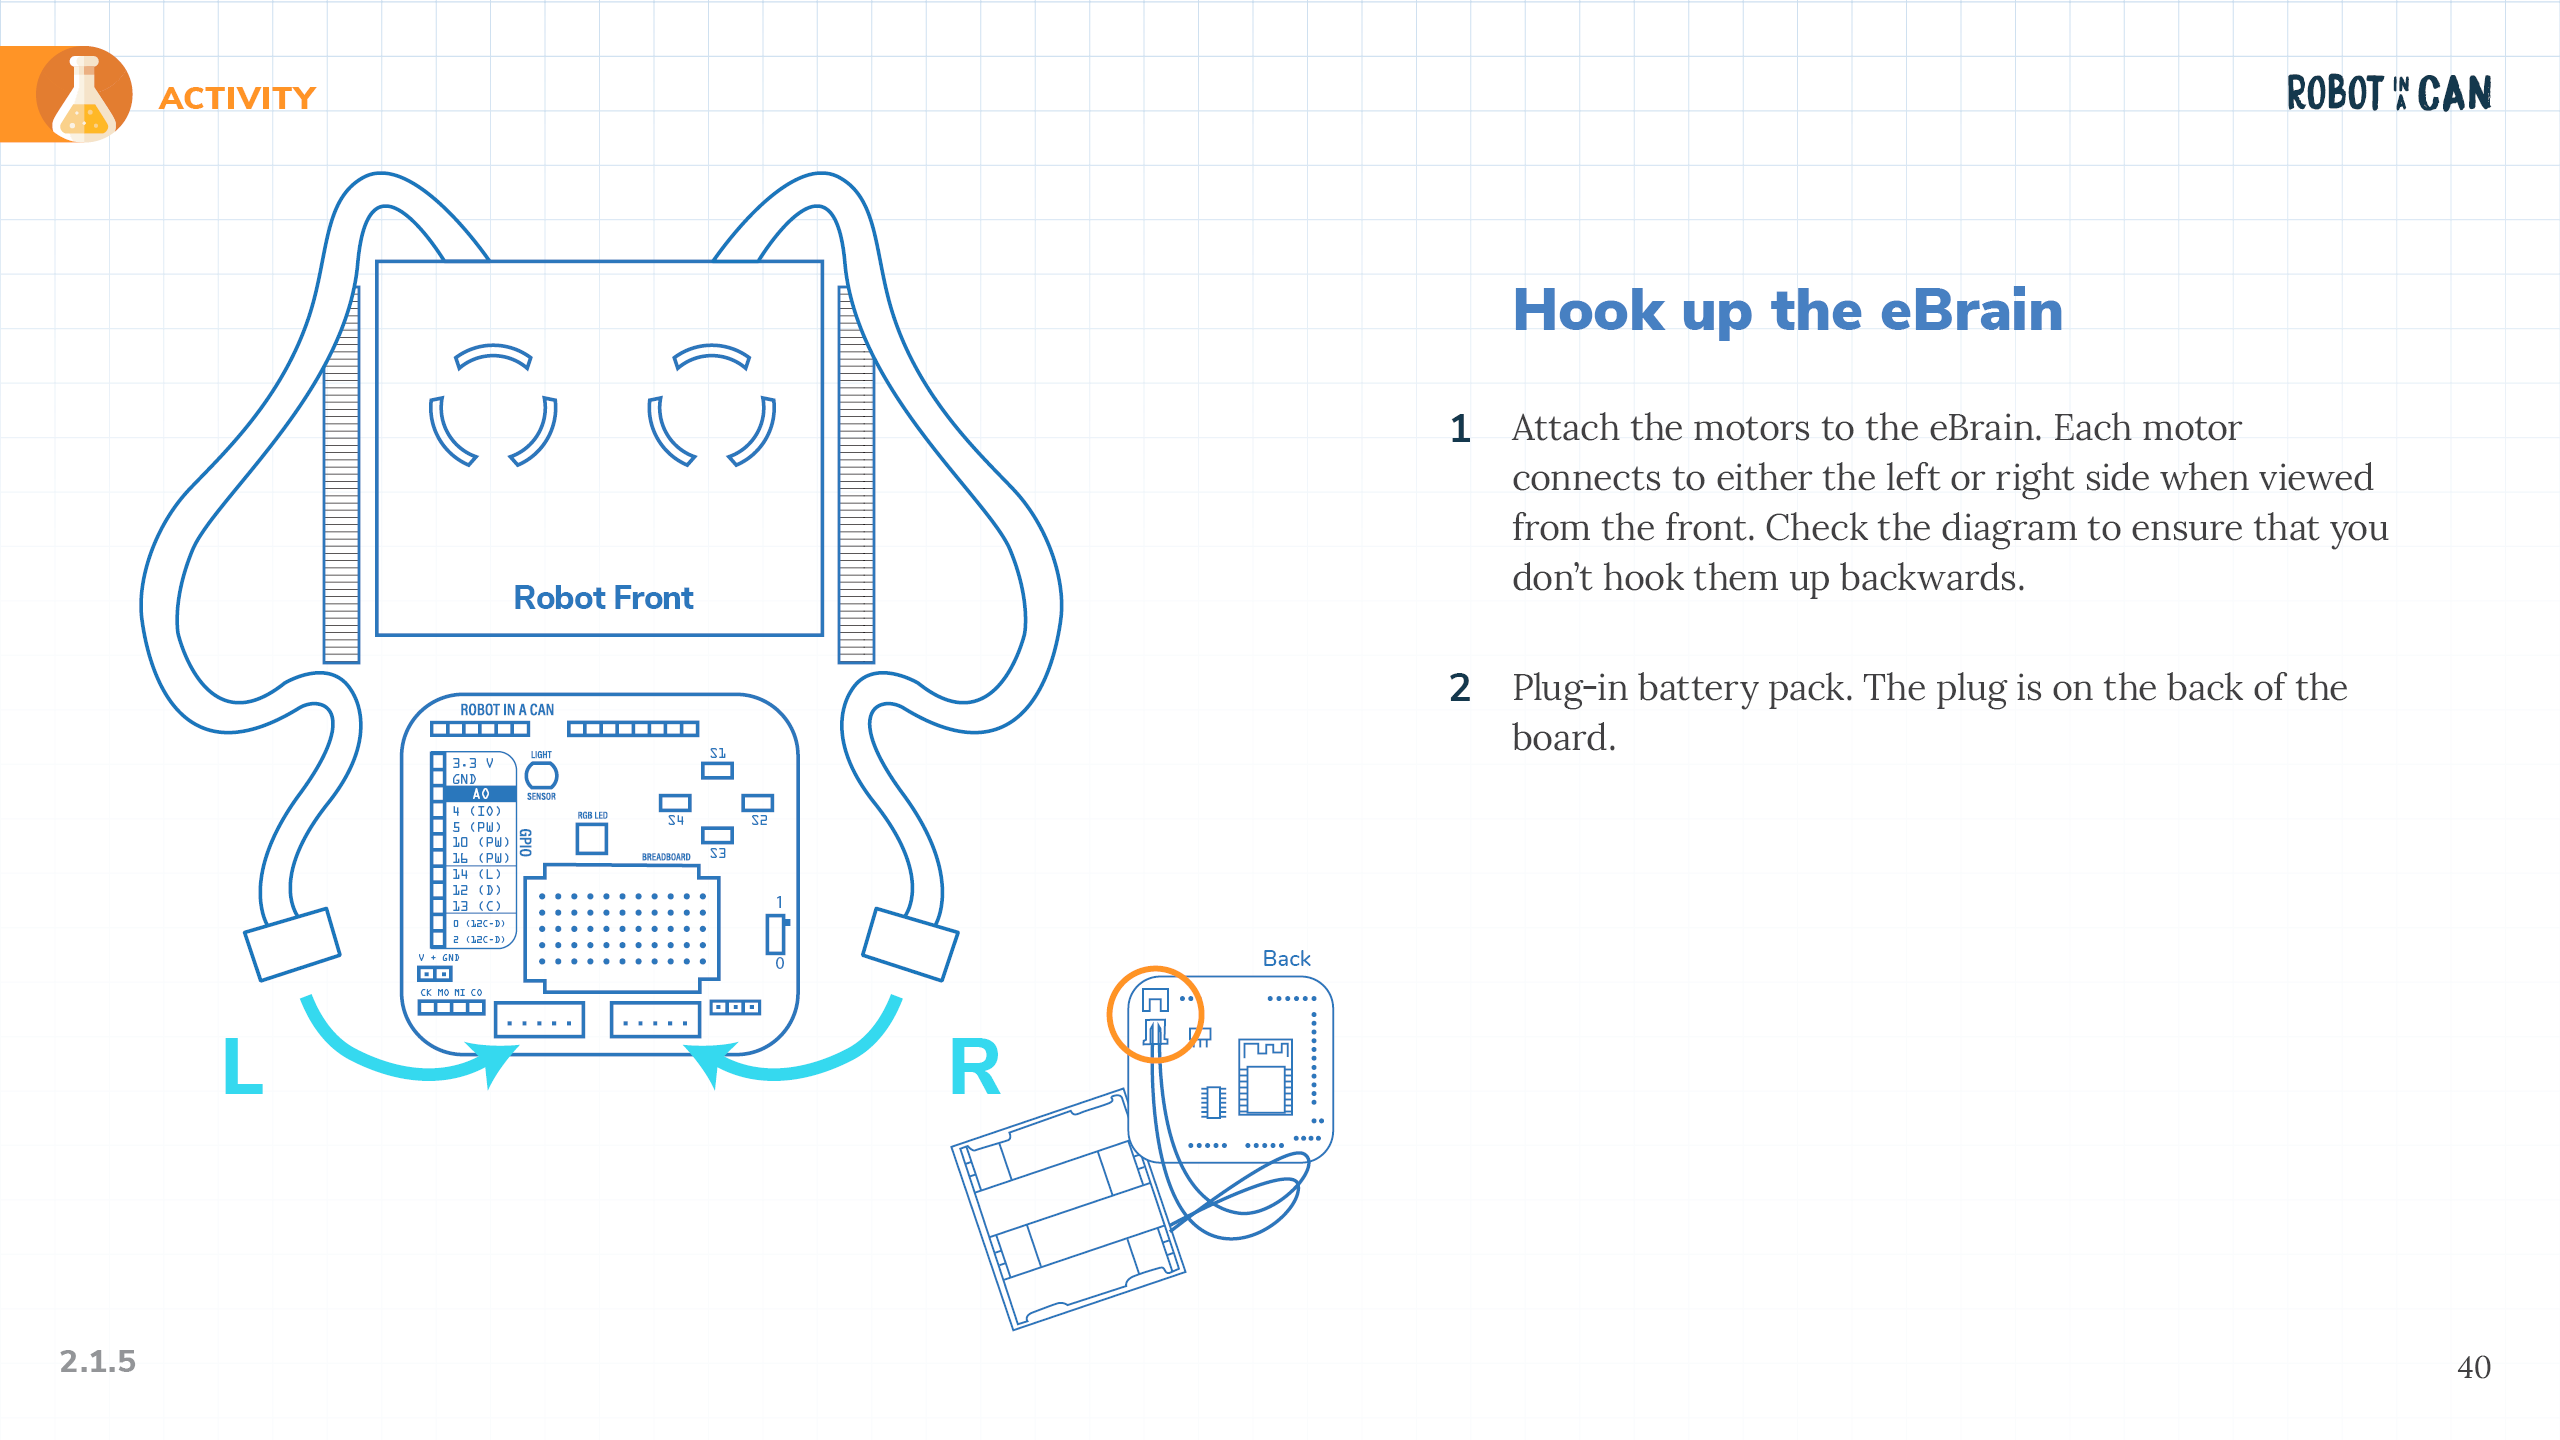 ACTIVITY
ROBOT IN A CAN
Robot Front
ROBOT IN A CAN
3.3 V
GND
A0
4 (IO)
5 (PW)
10 (PW)
16 (PW)
14 (L)
12 (D)
13 (C)
0 (I2C-D)
2 (I2C-D)
GPIO
V + GND
CK MO MI CO
LIGHT
SENSOR
RGB LED
BREADBOARD
S1
S4
S2
S3
1
0
L
R
Back
Hook up the eBrain
1 Attach the motors to the eBrain. Each motor
connects to either the left or right side when viewed
from the front. Check the diagram to ensure that you
don’t hook them up backwards.
2 Plug-in battery pack. The plug is on the back of the
board.
2.1.5
40